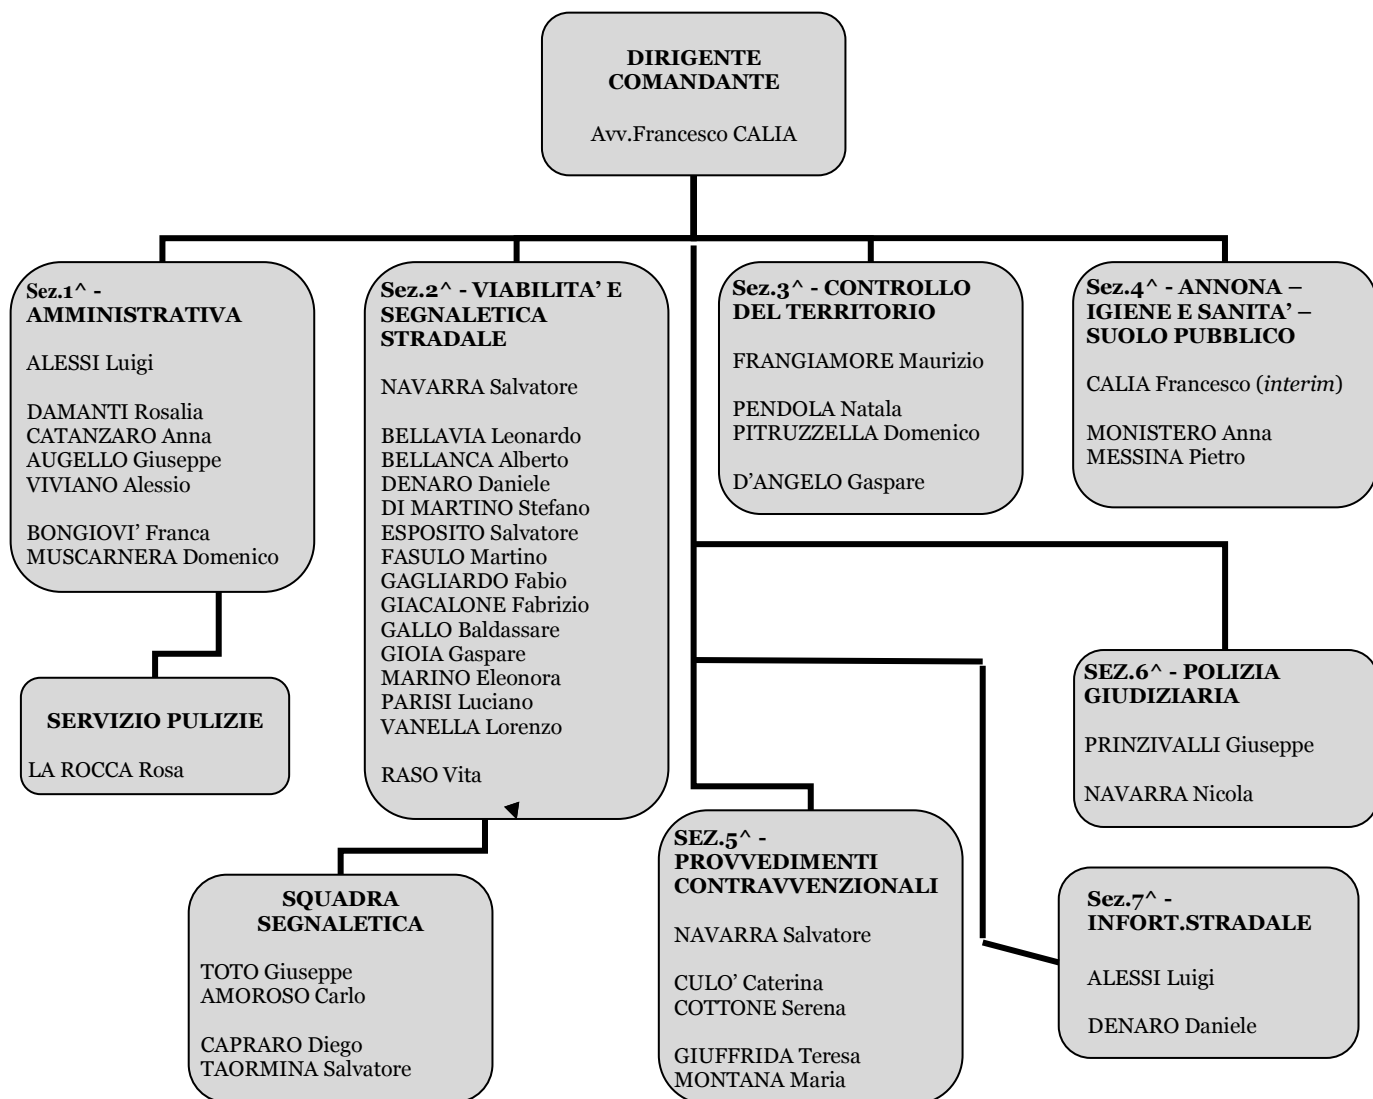 DIRIGENTE
COMANDANTE
Avv.Francesco CALIA
Sez.1^ -
AMMINISTRATIVA
ALESSI Luigi
DAMANTI Rosalia
CATANZARO Anna
AUGELLO Giuseppe
VIVIANO Alessio
BONGIOVI’ Franca
MUSCARNERA Domenico
SERVIZIO PULIZIE
LA ROCCA Rosa
Sez.2^ - VIABILITA’ E
SEGNALETICA
STRADALE
NAVARRA Salvatore
BELLAVIA Leonardo
BELLANCA Alberto
DENARO Daniele
DI MARTINO Stefano
ESPOSITO Salvatore
FASULO Martino
GAGLIARDO Fabio
GIACALONE Fabrizio
GALLO Baldassare
GIOIA Gaspare
MARINO Eleonora
PARISI Luciano
VANELLA Lorenzo
RASO Vita
SQUADRA
SEGNALETICA
TOTO Giuseppe
AMOROSO Carlo
CAPRARO Diego
TAORMINA Salvatore
Sez.3^ - CONTROLLO
DEL TERRITORIO
FRANGIAMORE Maurizio
PENDOLA Natala
PITRUZZELLA Domenico
D’ANGELO Gaspare
Sez.4^ - ANNONA –
IGIENE E SANITA’ –
SUOLO PUBBLICO
CALIA Francesco (interim)
MONISTERO Anna
MESSINA Pietro
SEZ.5^ -
PROVVEDIMENTI
CONTRAVVENZIONALI
NAVARRA Salvatore
CULO’ Caterina
COTTONE Serena
GIUFFRIDA Teresa
MONTANA Maria
SEZ.6^ - POLIZIA
GIUDIZIARIA
PRINZIVALLI Giuseppe
NAVARRA Nicola
Sez.7^ -
INFORT.STRADALE
ALESSI Luigi
DENARO Daniele